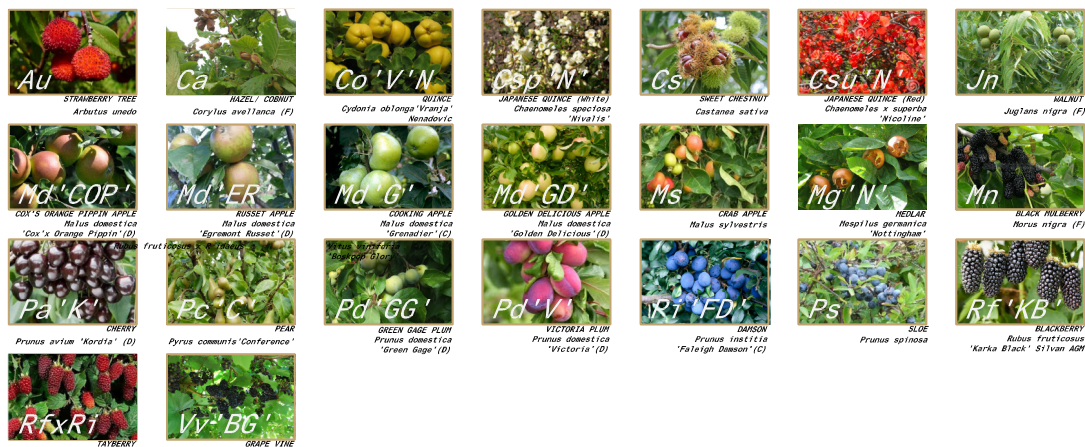 Au
STRAWBERRY TREE
Arbutus unedo
Ca
HAZEL/ COBNUT
Corylus avellanca (F)
Co'V'N
QUINCE
Cydonia oblonga'Vranja'
Nenadovic
Csp'N'
JAPANESE QUINCE (White)
Chaenomeles speciosa
'Nivalis'
Cs
SWEET CHESTNUT
Castanea sativa
Csu'N'
JAPANESE QUINCE (Red)
Chaenomeles x superba
'Nicoline'
Jn
WALNUT
Juglans nigra (F)
Md'COP'
COX'S ORANGE PIPPIN APPLE
Malus domestica
'Cox'x Orange Pippin'(D)
Md'ER'
RUSSET APPLE
Malus domestica
'Egremont Russet'(D)
Md'G'
COOKING APPLE
Malus domestica
'Grenadier'(C)
Md'GD'
GOLDEN DELICIOUS APPLE
Malus domestica
'Golden Delicious'(D)
Ms
CRAB APPLE
Malus sylvestris
Mg'N'
MEDLAR
Mespilus germanica
'Nottingham'
Mn
BLACK MULBERRY
Morus nigra (F)
Rubus fruticosus x R idaeus
Vitus vinifera
'Boskoop Glory'
Pa'K'
CHERRY
Prunus avium 'Kordia' (D)
Pc'C'
PEAR
Pyrus communis'Conference'
Pd'GG'
GREEN GAGE PLUM
Prunus domestica
'Green Gage'(D)
Pd'V'
VICTORIA PLUM
Prunus domestica
'Victoria'(D)
Ri'FD'
DAMSON
Prunus institia
'Faleigh Damson'(C)
Ps
SLOE
Prunus spinosa
Rf'KB'
BLACKBERRY
Rubus fruticosus
'Karka Black' Silvan AGM
RfxRi
TAYBERRY
Vv'BG'
GRAPE VINE